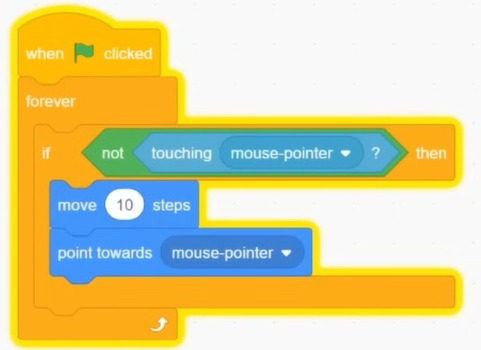 when clicked
forever
if not touching mouse-pointer ? then
move 10 steps
point towards mouse-pointer